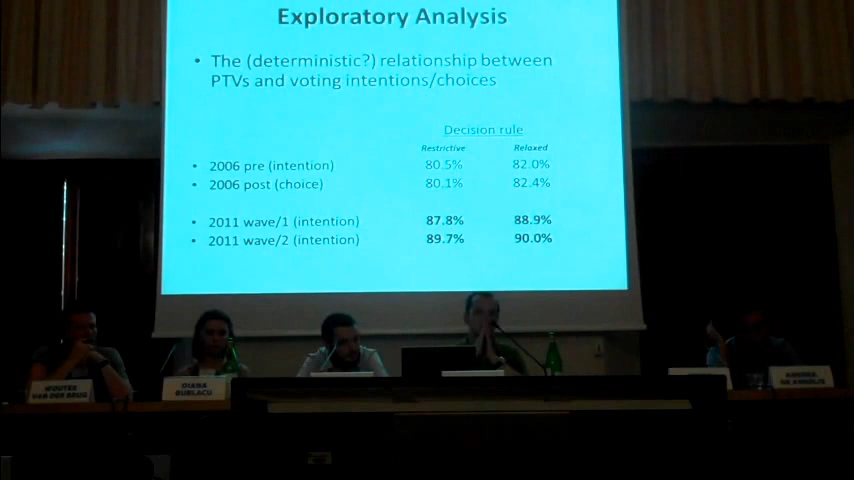 Exploratory Analysis
• The (deterministic?) relationship between
PTVs and voting intentions/choices
Decision rule
Restrictive Relaxed
• 2006 pre (intention) 80.5% 82.0%
• 2006 post (choice) 80.1% 82.4%
• 2011 wave/1 (intention) 87.8% 88.9%
• 2011 wave/2 (intention) 89.7% 90.0%
WOUTER
VAN DER BRUG
DIANA
BURLACU